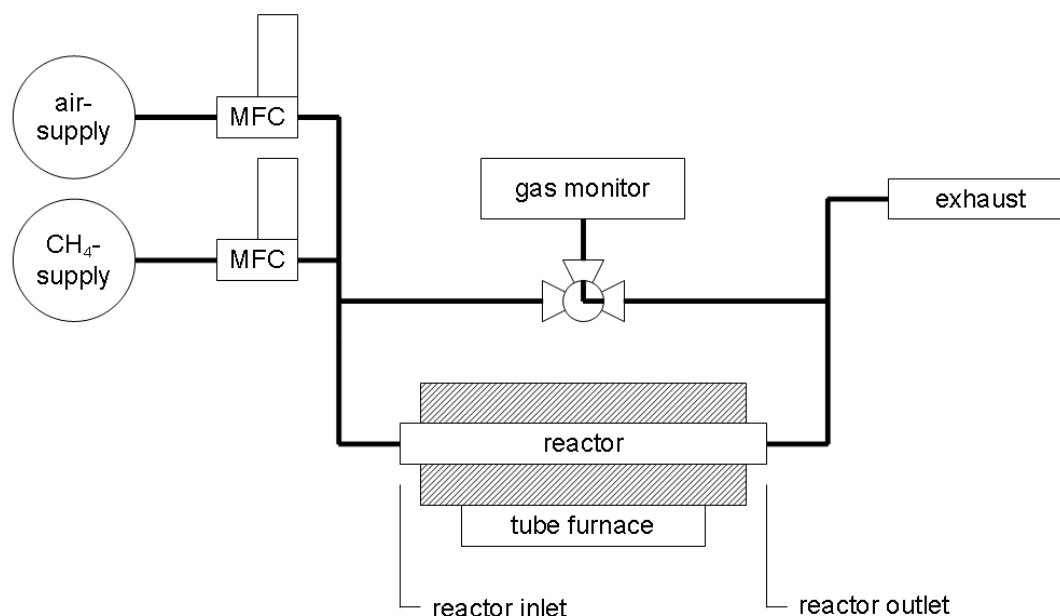 air-
supply
MFC
CH₄-
supply
MFC
gas monitor
exhaust
reactor
tube furnace
reactor inlet
reactor outlet